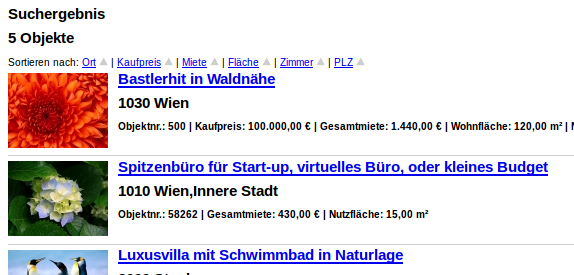 Suchergebnis
5 Objekte
Sortieren nach: Ort | Kaufpreis | Miete | Fläche | Zimmer | PLZ
Bastlerhit in Waldnähe
1030 Wien
Objektnr.: 500 | Kaufpreis: 100.000,00 € | Gesamtmiete: 1.440,00 € | Wohnfläche: 120,00 m² |
Spitzenbüro für Start-up, virtuelles Büro, oder kleines Budget
1010 Wien,Innere Stadt
Objektnr.: 58262 | Gesamtmiete: 430,00 € | Nutzfläche: 15,00 m²
Luxusvilla mit Schwimmbad in Naturlage